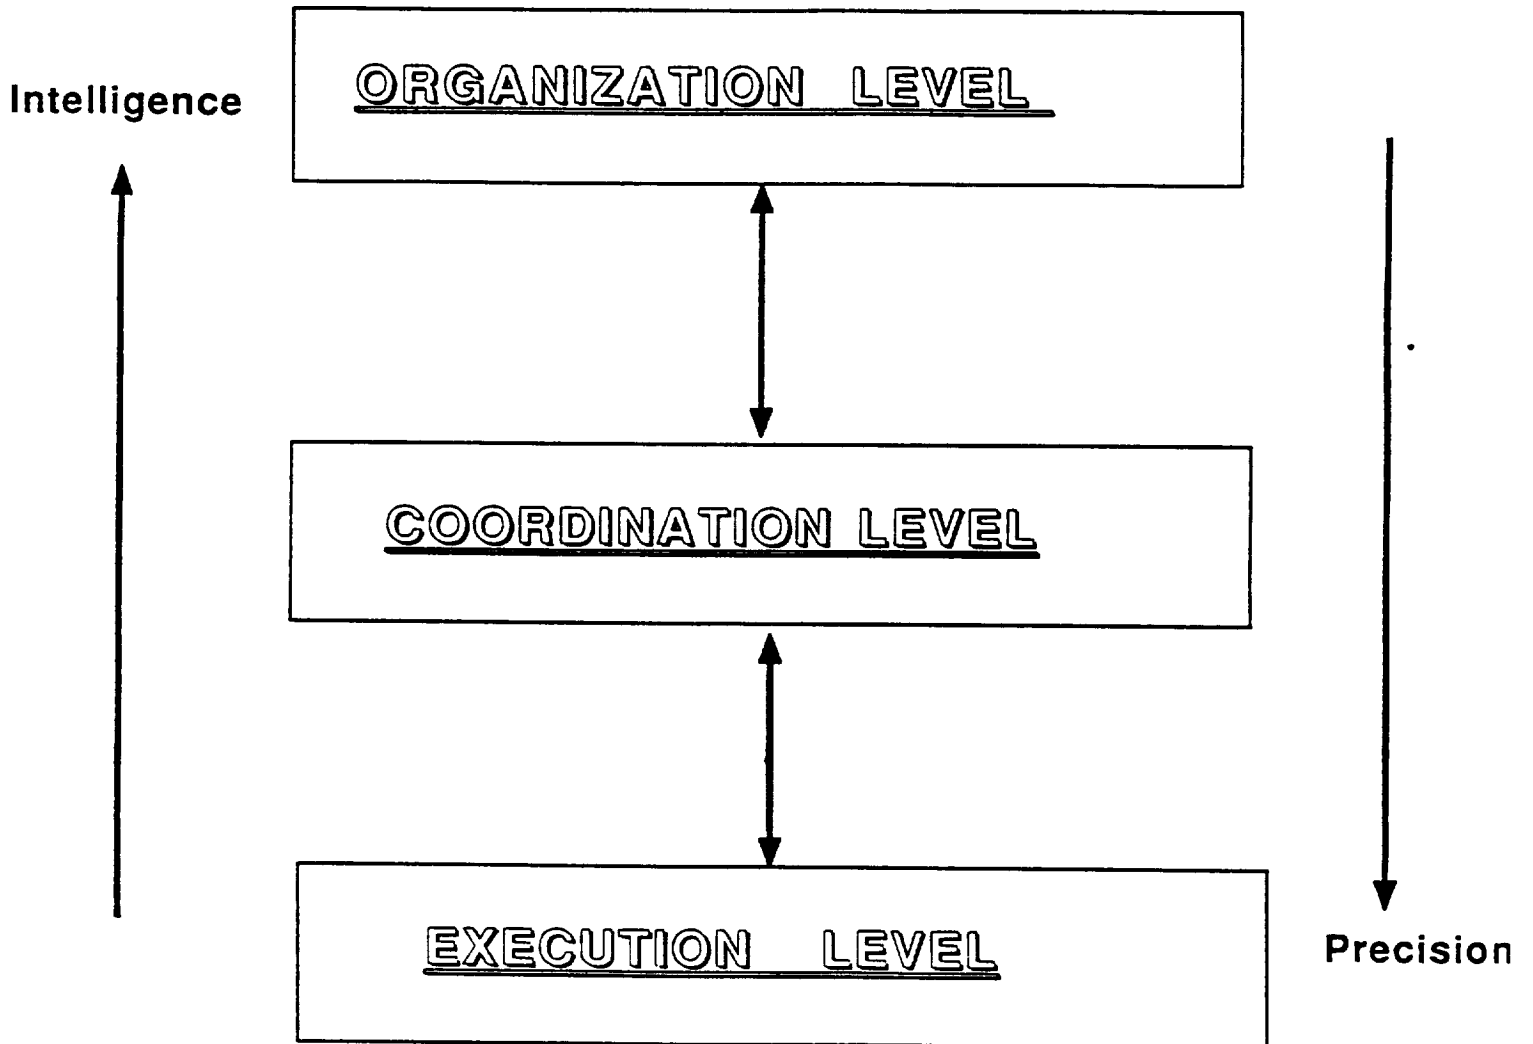 ORGANIZATION LEVEL
Intelligence
COORDINATION LEVEL
EXECUTION LEVEL
Precision